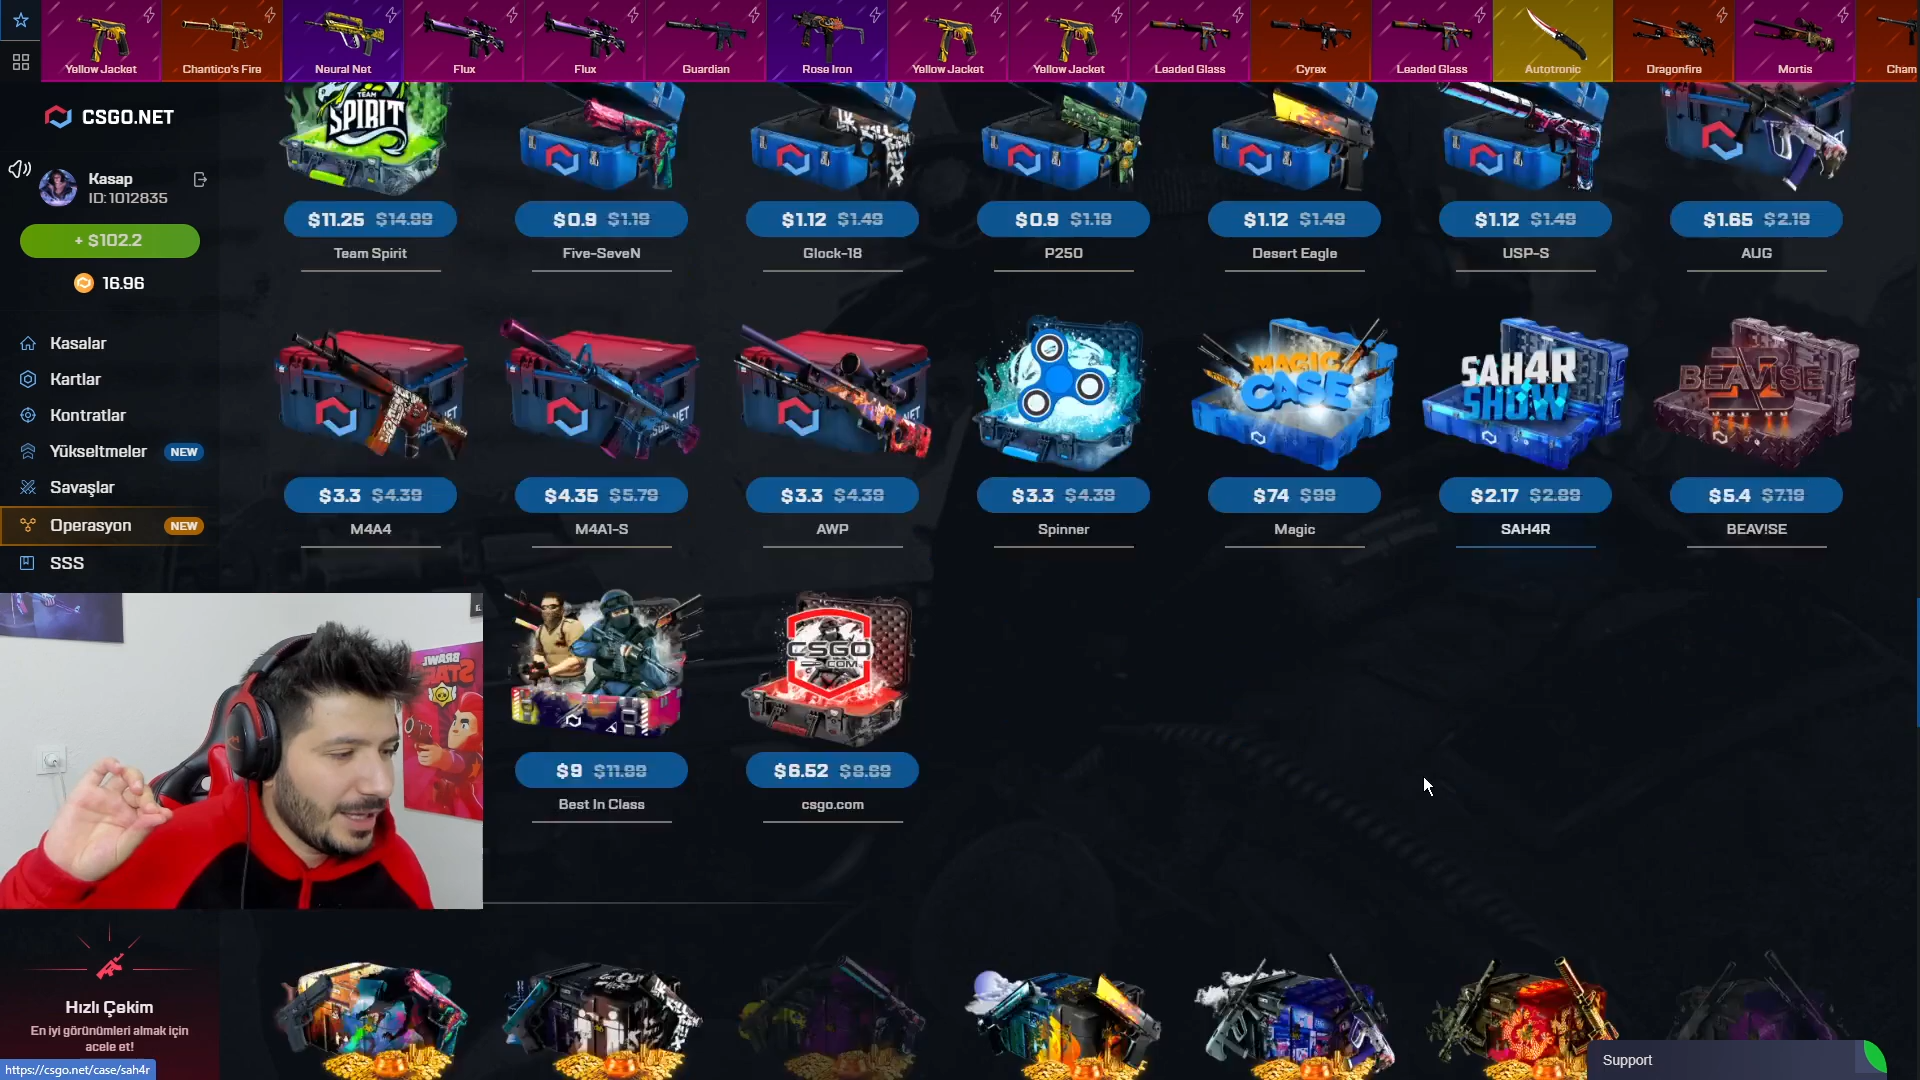 Yellow Jacket
Chantico's Fire
Neural Net
Flux
Flux
Guardian
Rose Iron
Yellow Jacket
Yellow Jacket
Leaded Glass
Cyrex
Leaded Glass
Autotronic
Dragonfire
Mortis
Cham
CSGO.NET
Kasap
ID: 1012835
+ $102.2
16.96
Kasalar
Kartlar
Kontratlar
Yükseltmeler NEW
Savaşlar
Operasyon NEW
SSS
TEAM
SPIRIT
$11.25 $14.99
Team Spirit
$0.9 $1.19
Five-SeveN
$1.12 $1.49
Glock-18
$0.9 $1.19
P250
$1.12 $1.49
Desert Eagle
$1.12 $1.49
USP-S
$1.65 $2.19
AUG
$3.3 $4.39
M4A4
$4.35 $5.79
M4A1-S
$3.3 $4.39
AWP
$3.3 $4.39
Spinner
MAGIC
CASE
$74 $99
Magic
SAH4R
SHOW
$2.17 $2.89
SAH4R
BEAV!SE
$5.4 $7.19
BEAV!SE
$9 $11.99
Best In Class
CSGO
.COM
$6.52 $8.69
csgo.com
BRAWL
STARS
Hızlı Çekim
En iyi görünümleri almak için
acele et!
https://csgo.net/case/sah4r
Support